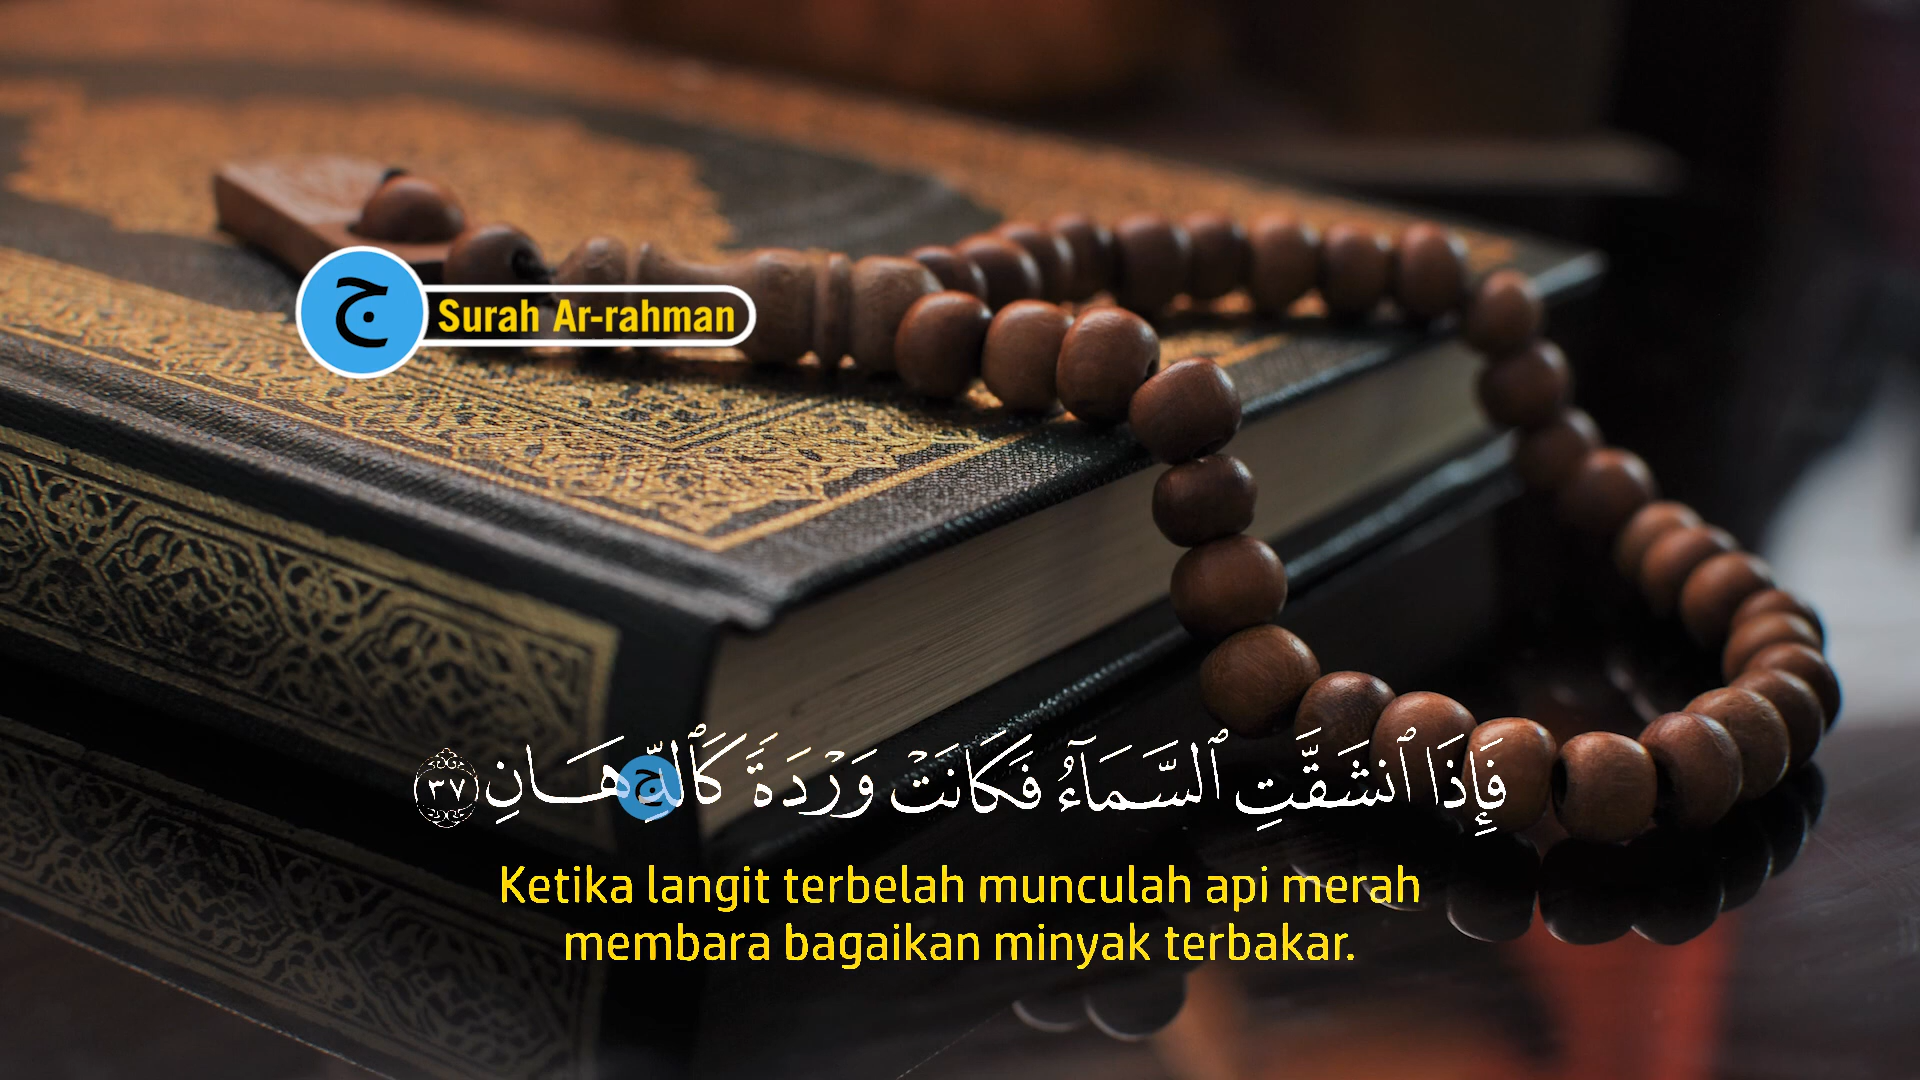 ج
Surah Ar-rahman
فَإِذَا ٱنشَقَّتِ ٱلسَّمَآءُ فَكَانَتْ وَرْدَةً كَٱلدِّهَـانِ ٣٧
ج
Ketika langit terbelah munculah api merah
membara bagaikan minyak terbakar.